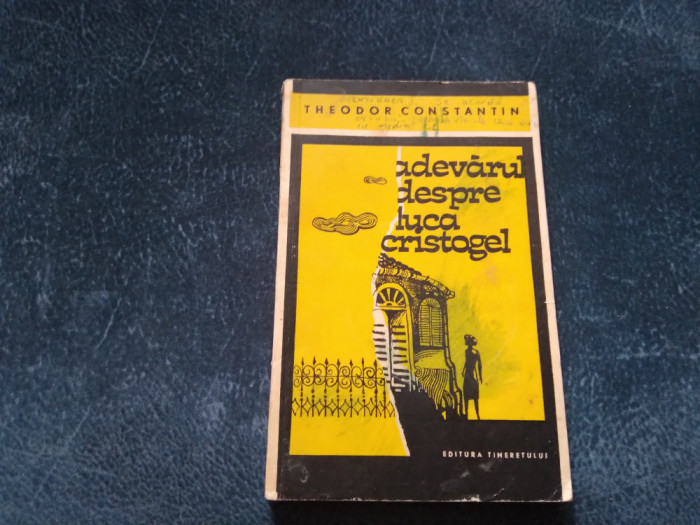 THEODOR CONSTANTIN
adevărul
despre
luca
cristogel
EDITURA TINERETULUI